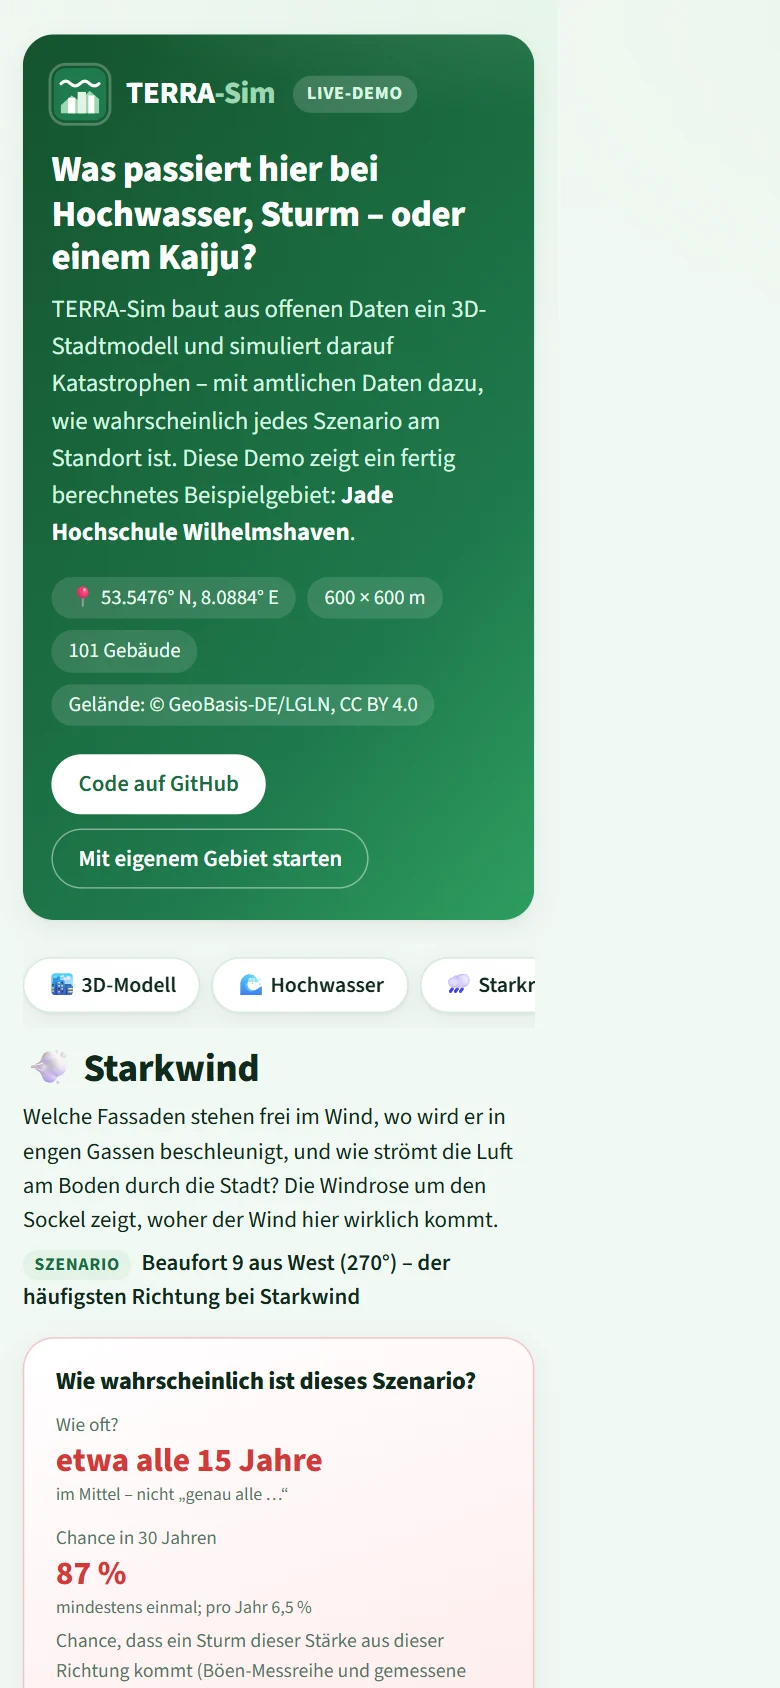 TERRA-Sim LIVE-DEMO
Was passiert hier bei
Hochwasser, Sturm – oder
einem Kaiju?
TERRA-Sim baut aus offenen Daten ein 3D-
Stadtmodell und simuliert darauf
Katastrophen – mit amtlichen Daten dazu,
wie wahrscheinlich jedes Szenario am
Standort ist. Diese Demo zeigt ein fertig
berechnetes Beispielgebiet: Jade
Hochschule Wilhelmshaven.
📍 53.5476° N, 8.0884° E 600 × 600 m
101 Gebäude
Gelände: © GeoBasis-DE/LGLN, CC BY 4.0
Code auf GitHub
Mit eigenem Gebiet starten
3D-Modell Hochwasser Starkr
Starkwind
Welche Fassaden stehen frei im Wind, wo wird er in
engen Gassen beschleunigt, und wie strömt die Luft
am Boden durch die Stadt? Die Windrose um den
Sockel zeigt, woher der Wind hier wirklich kommt.
SZENARIO Beaufort 9 aus West (270°) – der
häufigsten Richtung bei Starkwind
Wie wahrscheinlich ist dieses Szenario?
Wie oft?
etwa alle 15 Jahre
im Mittel – nicht „genau alle …“
Chance in 30 Jahren
87 %
mindestens einmal; pro Jahr 6,5 %
Chance, dass ein Sturm dieser Stärke aus dieser
Richtung kommt (Böen-Messreihe und gemessene